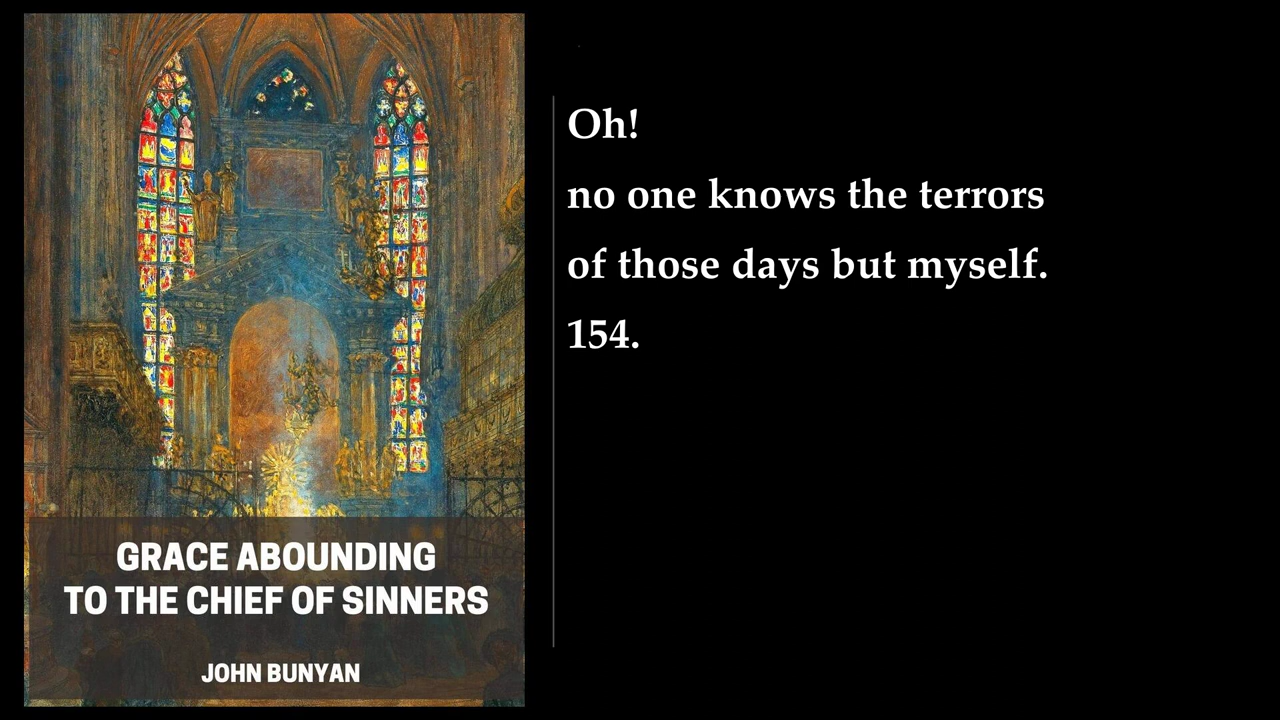 GRACE ABOUNDING
TO THE CHIEF OF SINNERS
JOHN BUNYAN
Oh!
no one knows the terrors
of those days but myself.
154.